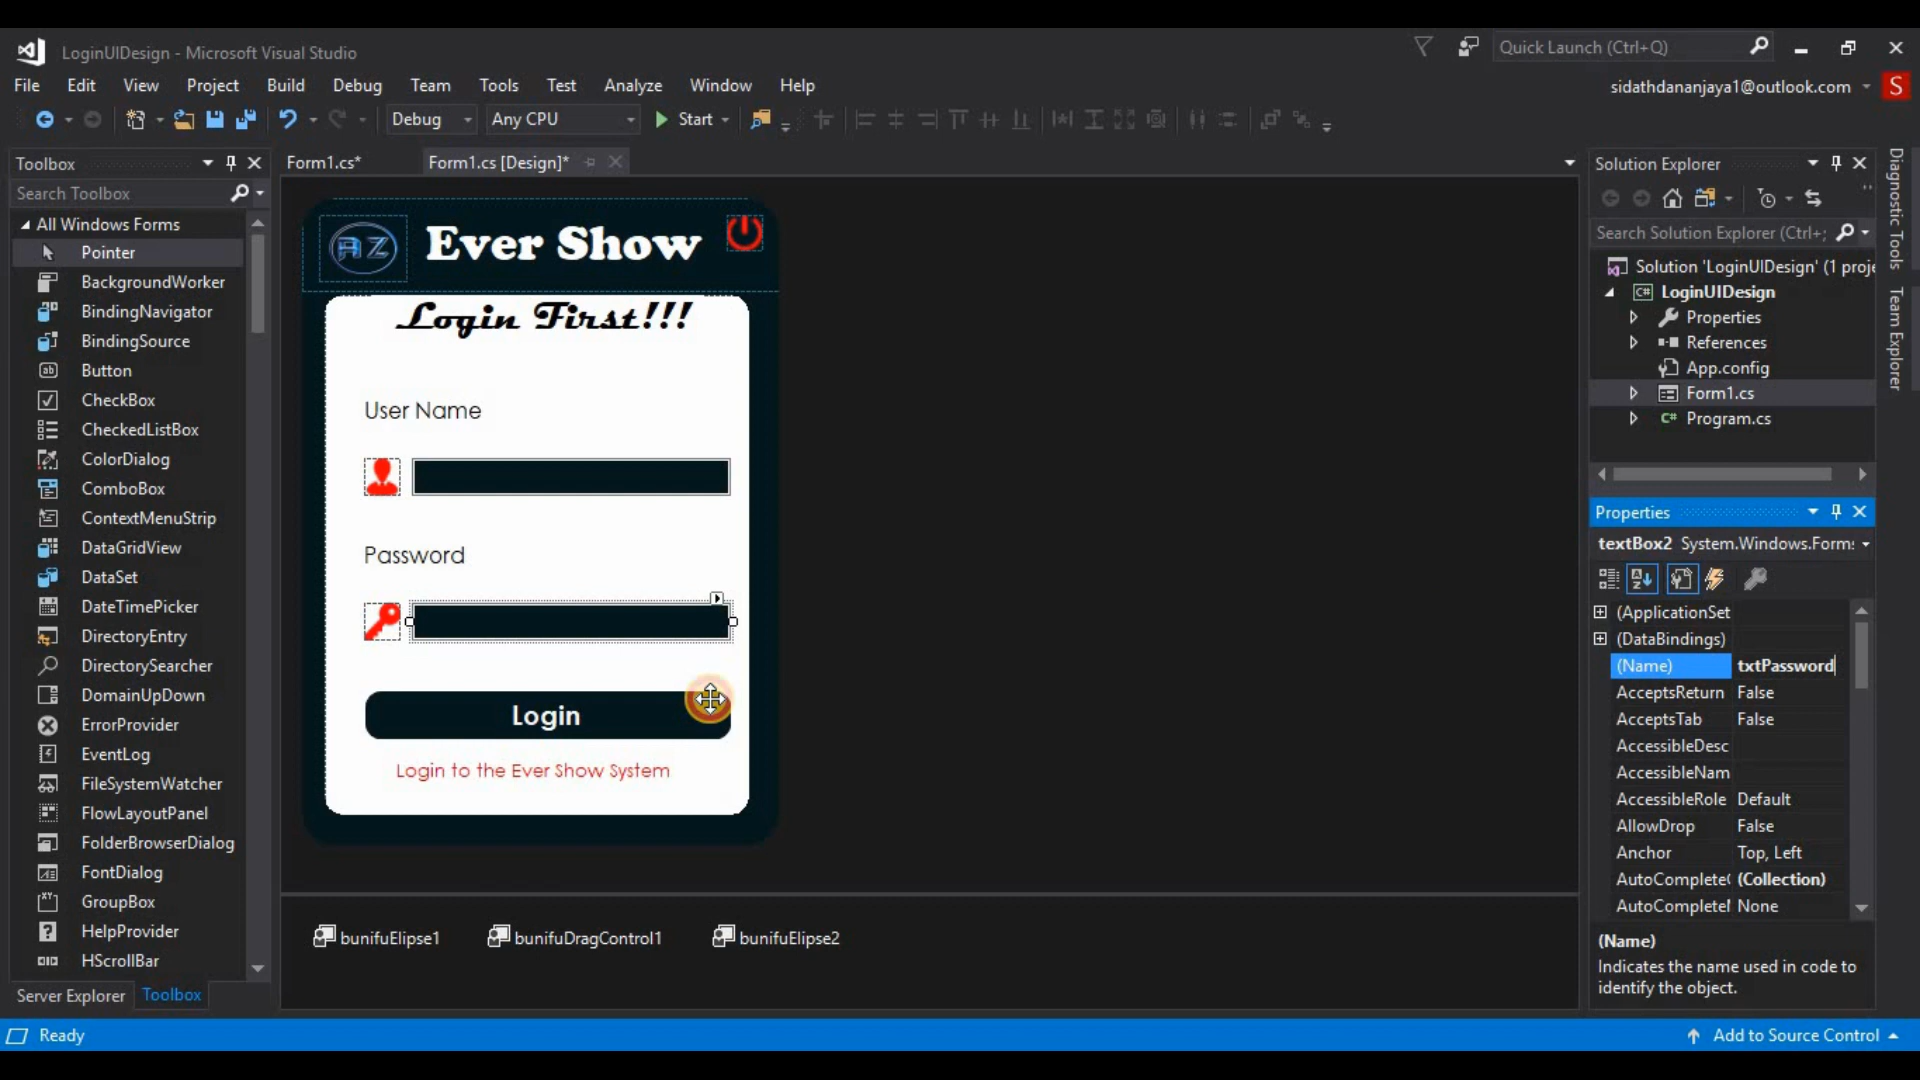 LoginUIDesign - Microsoft Visual Studio
Quick Launch (Ctrl+Q)
File Edit View Project Build Debug Team Tools Test Analyze Window Help
sidathdananjaya1@outlook.com S
Debug Any CPU Start
Toolbox
Search Toolbox
All Windows Forms
Pointer
BackgroundWorker
BindingNavigator
BindingSource
Button
CheckBox
CheckedListBox
ColorDialog
ComboBox
ContextMenuStrip
DataGridView
DataSet
DateTimePicker
DirectoryEntry
DirectorySearcher
DomainUpDown
ErrorProvider
EventLog
FileSystemWatcher
FlowLayoutPanel
FolderBrowserDialog
FontDialog
GroupBox
HelpProvider
HScrollBar
Server Explorer Toolbox
Form1.cs* Form1.cs [Design]*
AZ Ever Show
Login First!!!
User Name
Password
Login
Login to the Ever Show System
bunifuElipse1 bunifuDragControl1 bunifuElipse2
Solution Explorer
Search Solution Explorer (Ctrl+;
Solution 'LoginUIDesign' (1 proje
C# LoginUIDesign
Properties
References
App.config
Form1.cs
C# Program.cs
Properties
textBox2 System.Windows.Forms
(ApplicationSet
(DataBindings)
(Name) txtPassword
AcceptsReturn False
AcceptsTab False
AccessibleDesc
AccessibleNam
AccessibleRole Default
AllowDrop False
Anchor Top, Left
AutoComplete( (Collection)
AutoCompleteM None
(Name)
Indicates the name used in code to
identify the object.
Diagnostic Tools
Team Explorer
Ready
Add to Source Control